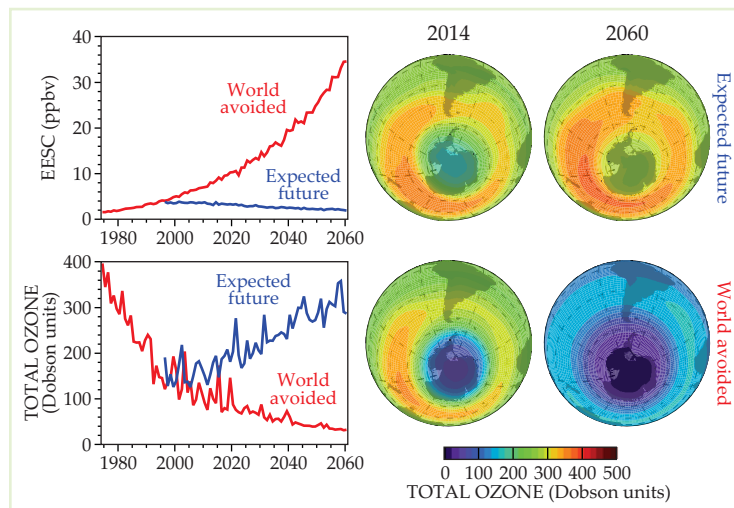 40
30
20
10
0
EESC (ppbv)
World
avoided
Expected
future
1980 2000 2020 2040 2060
2014
2060
Expected future
400
300
200
100
0
TOTAL OZONE
(Dobson units)
Expected
future
World
avoided
1980 2000 2020 2040 2060
World avoided
0 100 200 300 400 500
TOTAL OZONE (Dobson units)